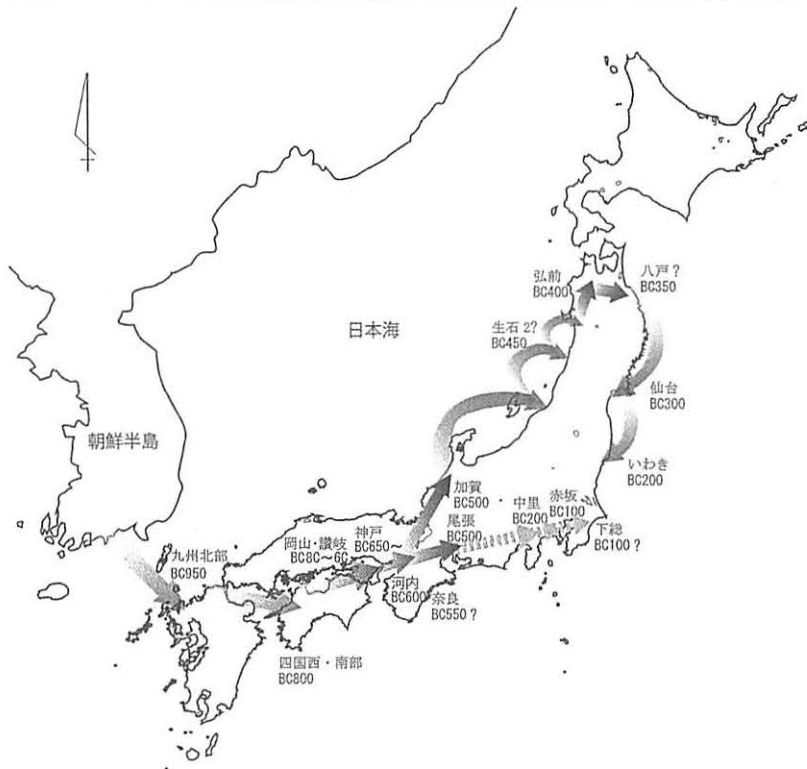 弘前
BC400
八戸?
BC350
日本海
生石 2?
BC450
仙台
BC300
朝鮮半島
いわき
BC200
加賀
BC500
中里
BC200
赤坂
BC100
尾張
BC500
下総
BC100?
神戸
BC650~
岡山・讃岐
BC8C~6C
九州北部
BC950
河内
BC600
奈良
BC550?
四国西・南部
BC800